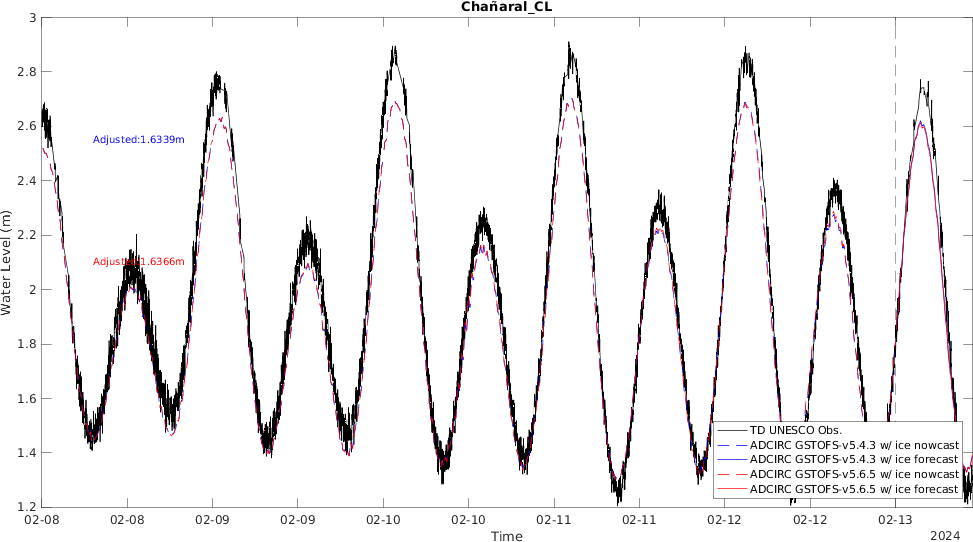 Chañaral_CL
3
2.8
2.6
2.4
2.2
2
1.8
1.6
1.4
1.2
Water Level (m)
Adjusted:1.6339m
Adjusted:1.6366m
TD UNESCO Obs.
ADCIRC GSTOFS-v5.4.3 w/ ice nowcast
ADCIRC GSTOFS-v5.4.3 w/ ice forecast
ADCIRC GSTOFS-v5.6.5 w/ ice nowcast
ADCIRC GSTOFS-v5.6.5 w/ ice forecast
02-08 02-08 02-09 02-09 02-10 02-10 02-11 02-11 02-12 02-12 02-13
Time
2024